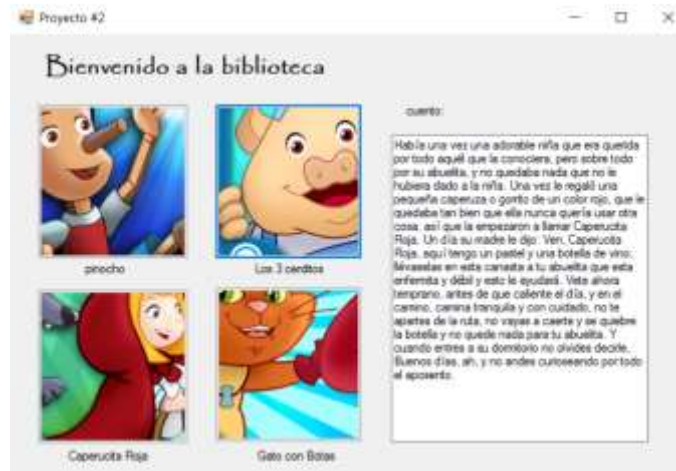 Proyecto #2
Bienvenido a la biblioteca
cuento:
pinocho
Los 3 cerditos
Caperucita Roja
Gato con Botas
Había una vez una adorable niña que era querida
por todo aquél que la conociera, pero sobre todo
por su abuelita, y no quedaba nada que no le
hubiera dado a la niña. Una vez le regaló una
pequeña caperuza o gorrito de un color rojo, que le
quedaba tan bien que ella nunca quería usar otra
cosa, así que la empezaron a llamar Caperucita
Roja. Un día su madre le dijo: Ven, Caperucita
Roja, aquí tengo un pastel y una botella de vino,
llévaselas en esta canasta a tu abuelita que esta
enfermita y débil y esto le ayudará. Vete ahora
temprano, antes de que caliente el día, y en el
camino, camina tranquila y con cuidado, no te
apartes de la ruta, no vayas a caerte y se quiebre
la botella y no quede nada para tu abuelita. Y
cuando entres a su dormitorio no olvides decirle,
Buenos días, ah, y no andes curioseando por todo
el aposento.